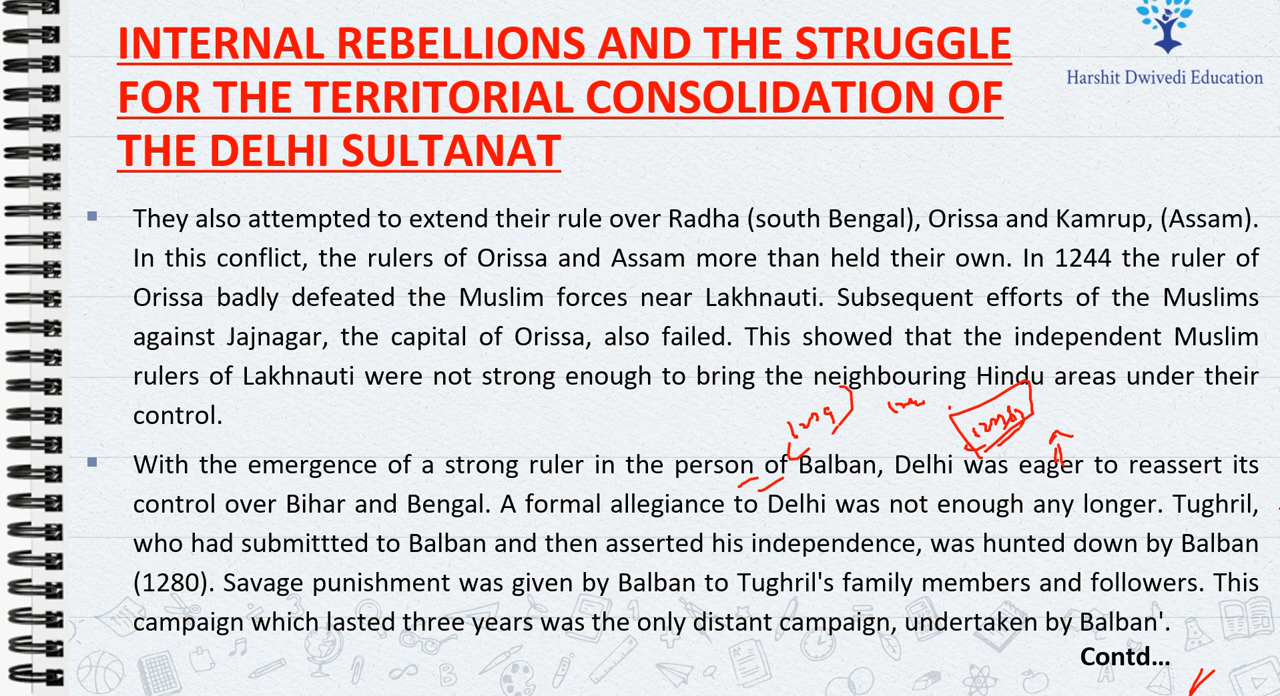 INTERNAL REBELLIONS AND THE STRUGGLE
FOR THE TERRITORIAL CONSOLIDATION OF
THE DELHI SULTANAT
Harshit Dwivedi Education
They also attempted to extend their rule over Radha (south Bengal), Orissa and Kamrup, (Assam).
In this conflict, the rulers of Orissa and Assam more than held their own. In 1244 the ruler of
Orissa badly defeated the Muslim forces near Lakhnauti. Subsequent efforts of the Muslims
against Jajnagar, the capital of Orissa, also failed. This showed that the independent Muslim
rulers of Lakhnauti were not strong enough to bring the neighbouring Hindu areas under their
control.
With the emergence of a strong ruler in the person of Balban, Delhi was eager to reassert its
control over Bihar and Bengal. A formal allegiance to Delhi was not enough any longer. Tughril,
who had submittted to Balban and then asserted his independence, was hunted down by Balban
(1280). Savage punishment was given by Balban to Tughril's family members and followers. This
campaign which lasted three years was the only distant campaign, undertaken by Balban'.
Contd...